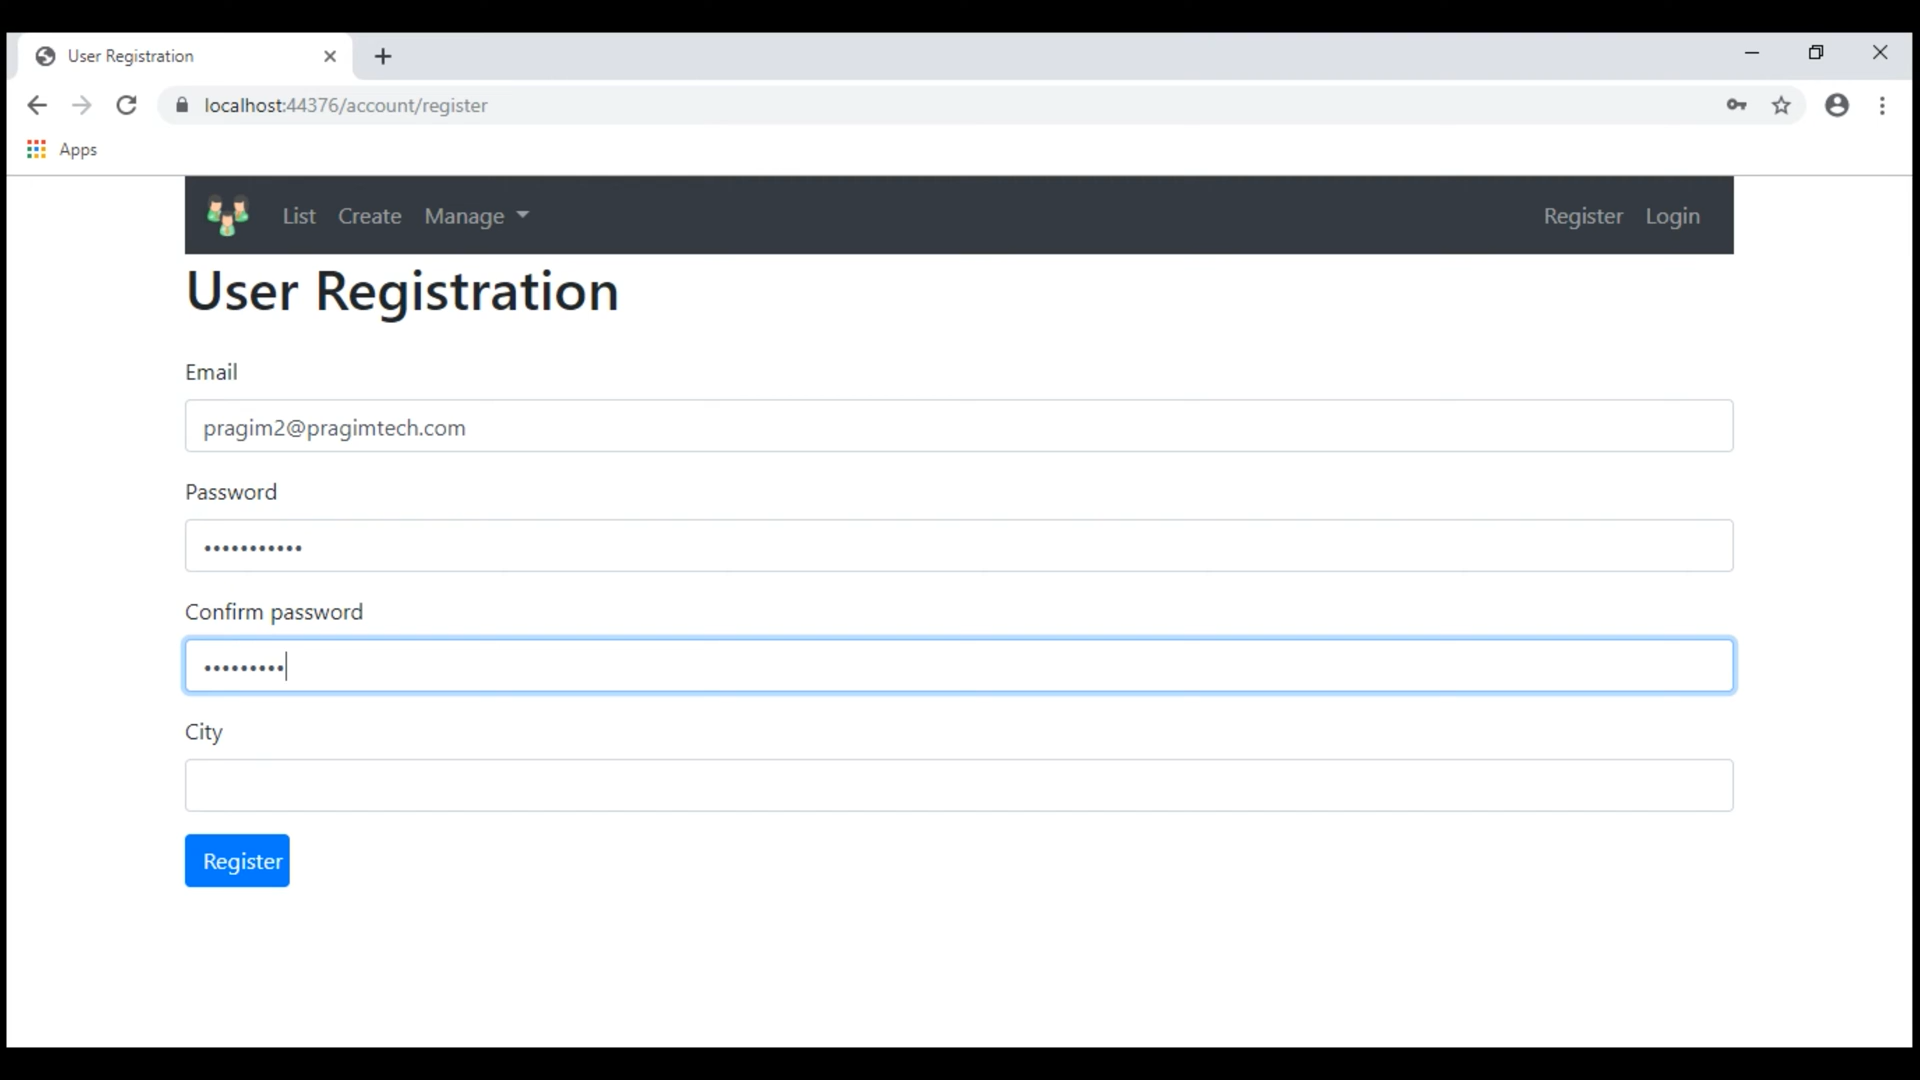 User Registration
localhost:44376/account/register
Apps
List Create Manage Register Login
User Registration
Email
pragim2@pragimtech.com
Password
•••••••••••
Confirm password
•••••••••
City
Register